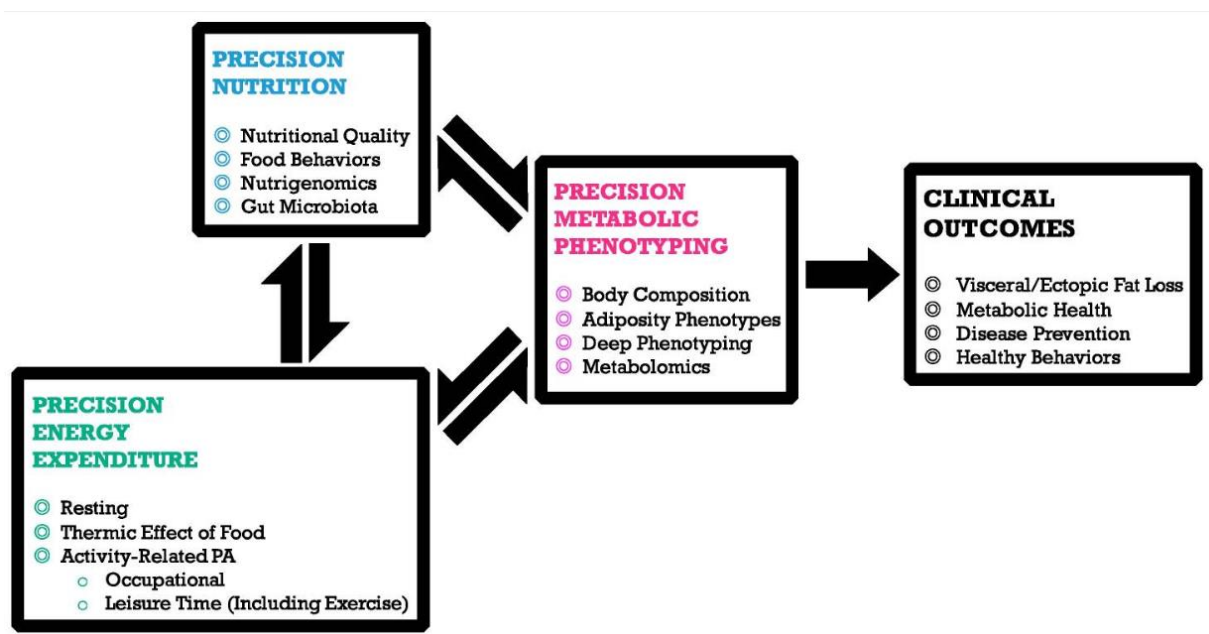 PRECISION
NUTRITION
Nutritional Quality
Food Behaviors
Nutrigenomics
Gut Microbiota
PRECISION
METABOLIC
PHENOTYPING
Body Composition
Adiposity Phenotypes
Deep Phenotyping
Metabolomics
CLINICAL
OUTCOMES
Visceral/Ectopic Fat Loss
Metabolic Health
Disease Prevention
Healthy Behaviors
PRECISION
ENERGY
EXPENDITURE
Resting
Thermic Effect of Food
Activity-Related PA
Occupational
Leisure Time (Including Exercise)